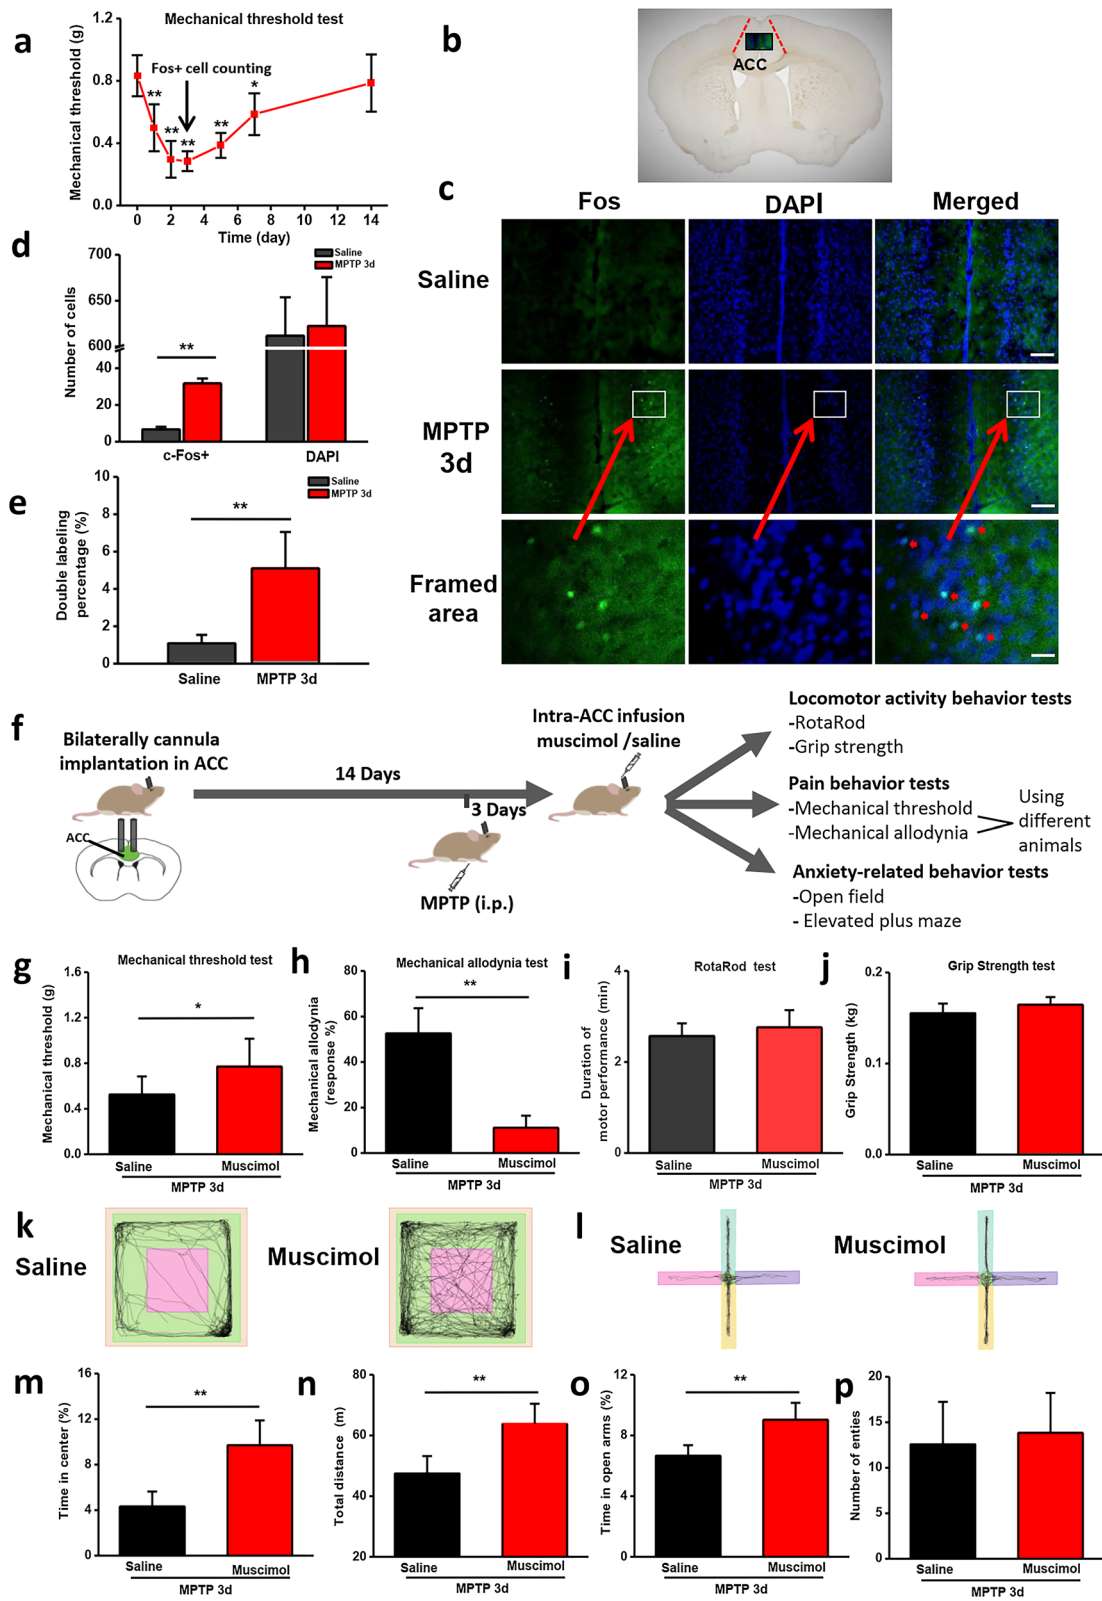 a
Mechanical threshold test
Mechanical threshold (g)
1.2
0.8
0.4
0.0
Fos+ cell counting
**
**
**
**
*
0 2 4 6 8 10 12 14
Time (day)
b
ACC
c
Fos DAPI Merged
Saline
MPTP
3d
Framed
area
d
Saline
MPTP 3d
Number of cells
700
650
600
40
20
0
**
c-Fos+ DAPI
e
Saline
MPTP 3d
Double labeling
percentage (%)
10
8
6
4
2
0
**
Saline MPTP 3d
f
Bilaterally cannula
implantation in ACC
ACC
14 Days
3 Days
MPTP (i.p.)
Intra-ACC infusion
muscimol /saline
Locomotor activity behavior tests
-RotaRod
-Grip strength
Pain behavior tests
-Mechanical threshold
-Mechanical allodynia
Using
different
animals
Anxiety-related behavior tests
-Open field
- Elevated plus maze
g
Mechanical threshold test
Mechanical threshold (g)
1.6
1.2
0.8
0.4
0.0
*
Saline Muscimol
MPTP 3d
h
Mechanical allodynia test
Mechanical allodynia
(response %)
80
60
40
20
0
**
Saline Muscimol
MPTP 3d
i
RotaRod test
Duration of
motor performance (min)
4
2
0
Saline Muscimol
MPTP 3d
j
Grip Strength test
Grip Strength (kg)
0.2
0.1
0.0
Saline Muscimol
MPTP 3d
k
Saline Muscimol
l
Saline Muscimol
m
Time in center (%)
16
12
8
4
0
**
Saline Muscimol
MPTP 3d
n
Total distance (m)
80
60
40
20
**
Saline Muscimol
MPTP 3d
o
Time in open arms (%)
12
9
6
3
0
**
Saline Muscimol
MPTP 3d
p
Number of enties
20
15
10
5
0
Saline Muscimol
MPTP 3d